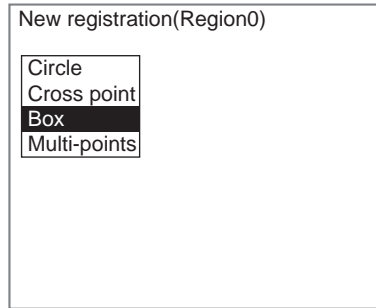 New registration(Region0)
Circle
Cross point
Box
Multi-points